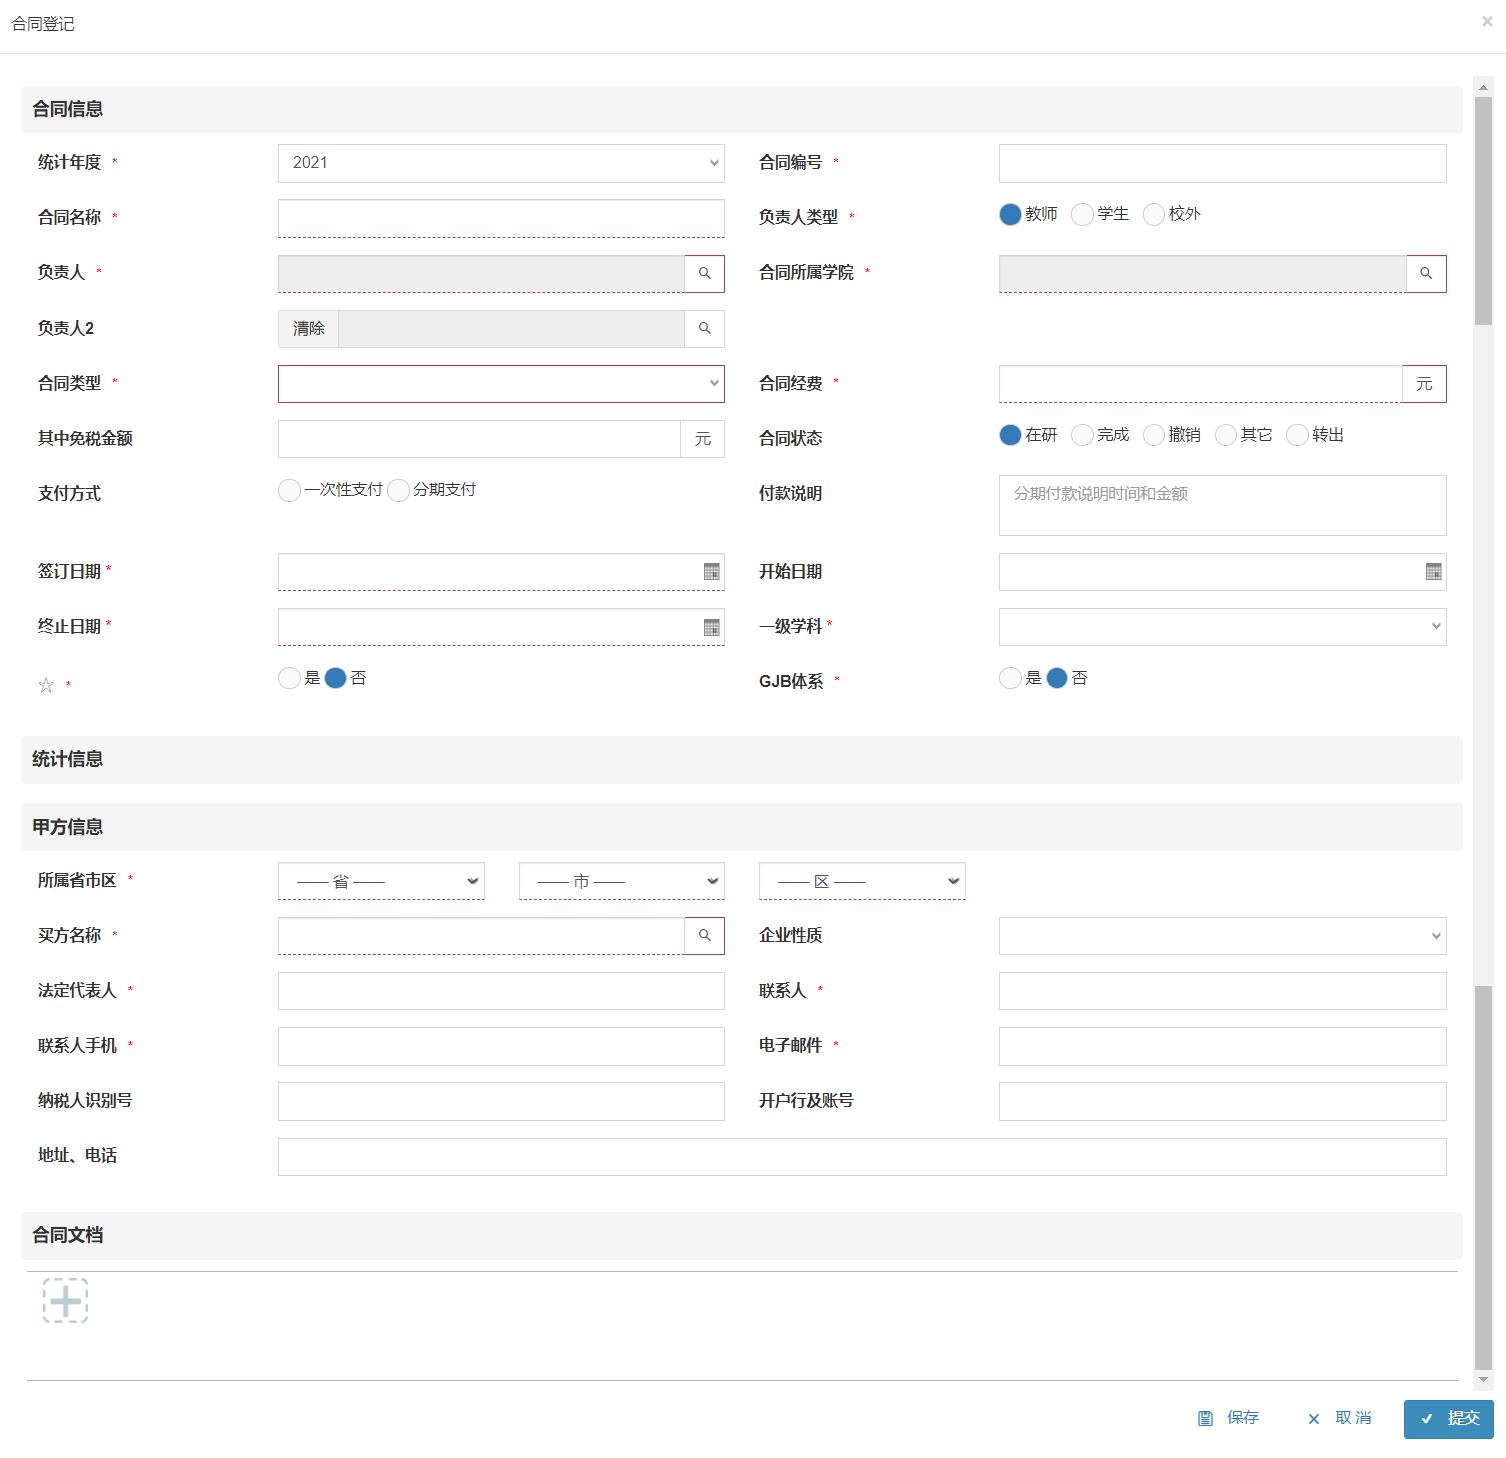 合同登记 ×
合同信息
统计年度 * 2021 合同编号 *
合同名称 * 负责人类型 * 教师 学生 校外
负责人 * 合同所属学院 *
负责人2 清除
合同类型 * 合同经费 * 元
其中免税金额 元 合同状态 在研 完成 撤销 其它 转出
支付方式 一次性支付 分期支付 付款说明 分期付款说明时间和金额
签订日期* 开始日期
终止日期* 一级学科*
☆ * 是 否 GJB体系 * 是 否
统计信息
甲方信息
所属省市区 * —— 省 —— —— 市 —— —— 区 ——
买方名称 * 企业性质
法定代表人 * 联系人 *
联系人手机 * 电子邮件 *
纳税人识别号 开户行及账号
地址、电话
合同文档
保存 取消 提交